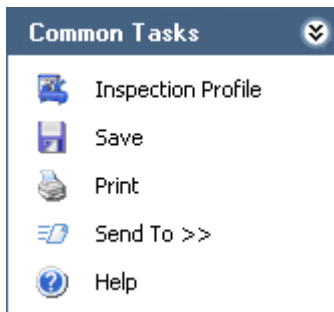 Common Tasks
Inspection Profile
Save
Print
Send To >>
Help